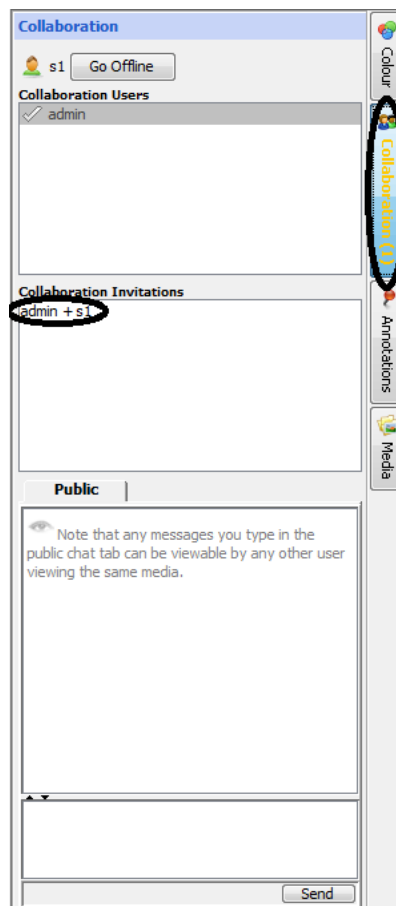 Collaboration
s1 Go Offline
Collaboration Users
admin
Collaboration Invitations
admin + s1
Public
Note that any messages you type in the
public chat tab can be viewable by any other user
viewing the same media.
Send
Colour
Collaboration (1)
Annotations
Media